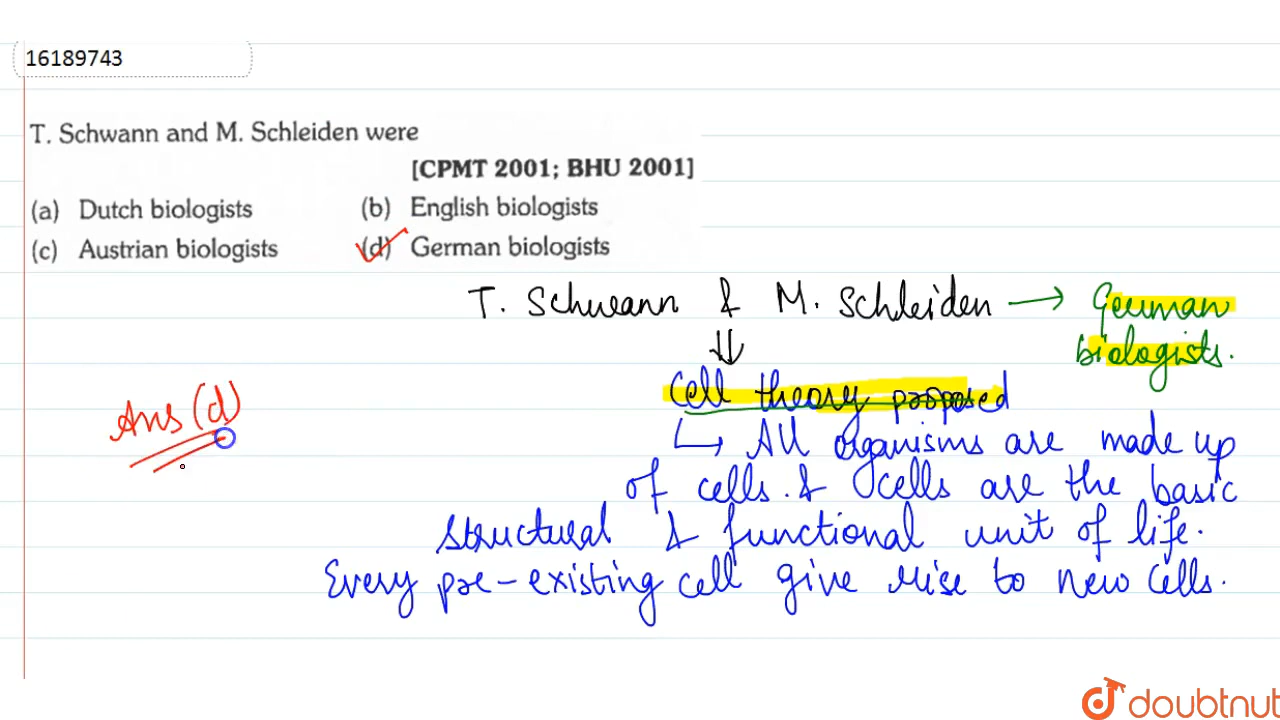 16189743
T. Schwann and M. Schleiden were
[CPMT 2001; BHU 2001]
(a) Dutch biologists (b) English biologists
(c) Austrian biologists (d) German biologists
T. Schwann & M. Schleiden → German
biologists.
⇓
Cell theory proposed
Ans (d)
↳ All organisms are made up
of cells. & cells are the basic
structural & functional unit of life.
Every pre-existing cell give rise to new cells.
doubtnut